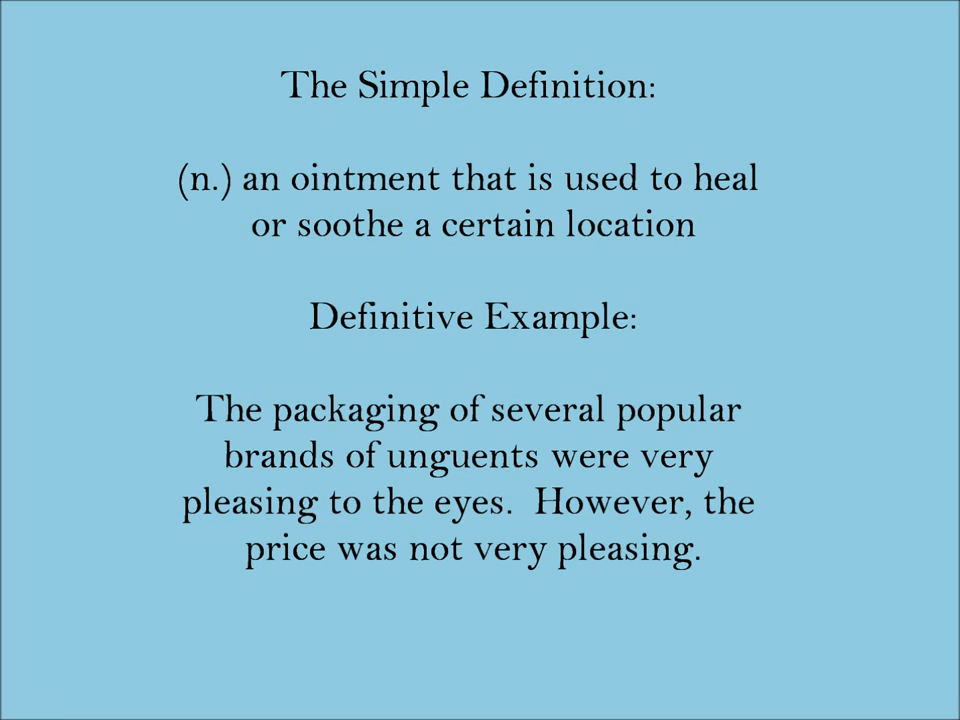 The Simple Definition:
(n.) an ointment that is used to heal
or soothe a certain location
Definitive Example:
The packaging of several popular
brands of unguents were very
pleasing to the eyes.  However, the
price was not very pleasing.